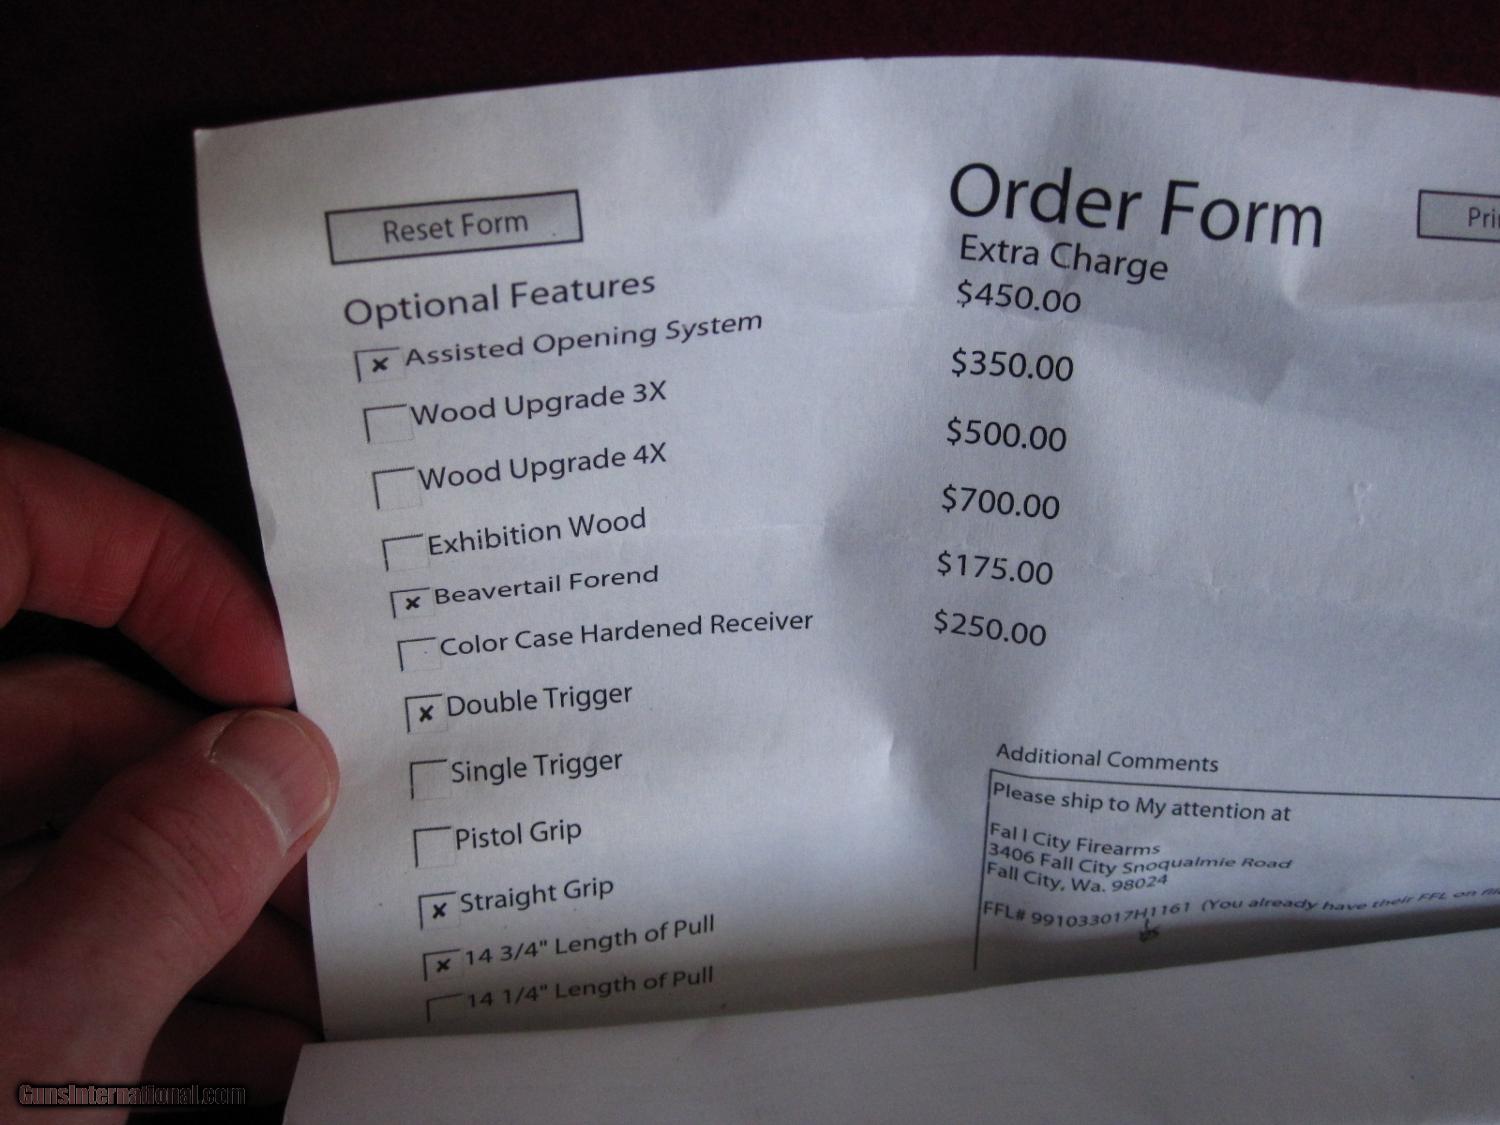 Order Form
Reset Form
Optional Features
Extra Charge
x Assisted Opening System $450.00
Wood Upgrade 3X $350.00
Wood Upgrade 4X $500.00
Exhibition Wood $700.00
x Beavertail Forend $175.00
Color Case Hardened Receiver $250.00
x Double Trigger
Single Trigger
Pistol Grip
x Straight Grip
x 14 3/4" Length of Pull
14 1/4" Length of Pull
Additional Comments
Please ship to My attention at
Fal l City Firearms
3406 Fall City Snoqualmie Road
Fall City, Wa. 98024
FFL# 991033017H1161 (You already have their FFL on
GunsInternational.com